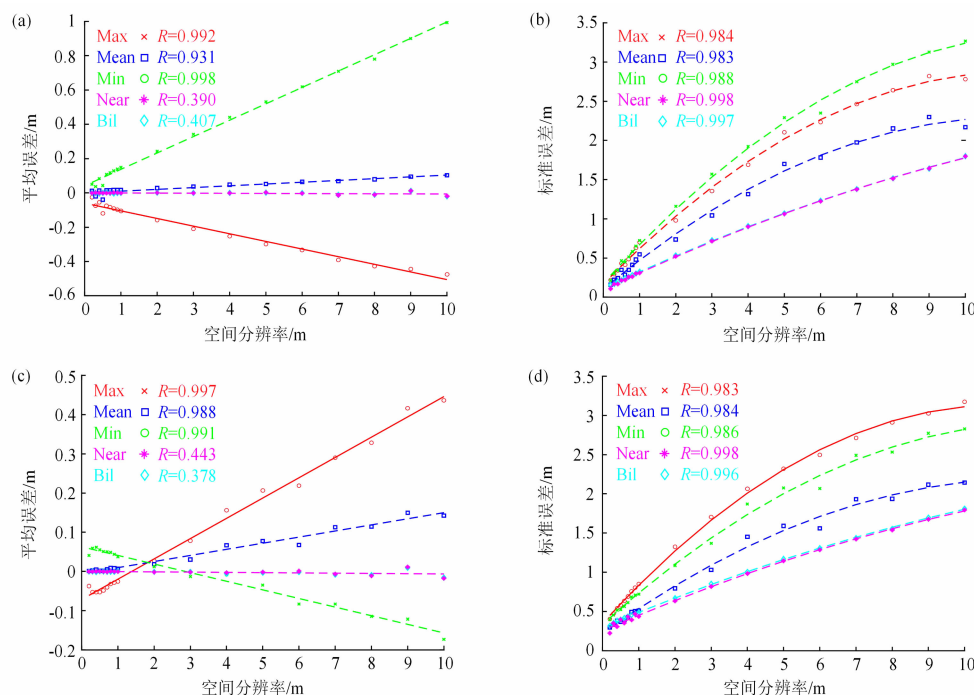 (a)
Max × R=0.992
Mean □ R=0.931
Min ○ R=0.998
Near * R=0.390
Bil ◇ R=0.407
平均误差/m
1
0.8
0.6
0.4
0.2
0
-0.2
-0.4
-0.6
0 1 2 3 4 5 6 7 8 9 10
空间分辨率/m
(b)
Max × R=0.984
Mean □ R=0.983
Min ○ R=0.988
Near * R=0.998
Bil ◇ R=0.997
标准误差/m
3.5
3
2.5
2
1.5
1
0.5
0
0 1 2 3 4 5 6 7 8 9 10
空间分辨率/m
(c)
Max × R=0.997
Mean □ R=0.988
Min ○ R=0.991
Near * R=0.443
Bil ◇ R=0.378
平均误差/m
0.5
0.4
0.3
0.2
0.1
0
-0.1
-0.2
0 1 2 3 4 5 6 7 8 9 10
空间分辨率/m
(d)
Max × R=0.983
Mean □ R=0.984
Min ○ R=0.986
Near * R=0.998
Bil ◇ R=0.996
标准误差/m
3.5
3
2.5
2
1.5
1
0.5
0
0 1 2 3 4 5 6 7 8 9 10
空间分辨率/m